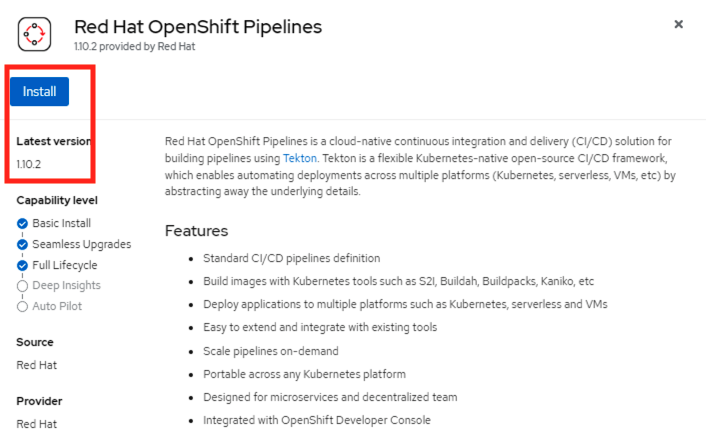 Red Hat OpenShift Pipelines
1.10.2 provided by Red Hat
Install
Latest version
1.10.2
Capability level
Basic Install
Seamless Upgrades
Full Lifecycle
Deep Insights
Auto Pilot
Source
Red Hat
Provider
Red Hat
Red Hat OpenShift Pipelines is a cloud-native continuous integration and delivery (CI/CD) solution for
building pipelines using Tekton. Tekton is a flexible Kubernetes-native open-source CI/CD framework,
which enables automating deployments across multiple platforms (Kubernetes, serverless, VMs, etc) by
abstracting away the underlying details.
Features
• Standard CI/CD pipelines definition
• Build images with Kubernetes tools such as S2I, Buildah, Buildpacks, Kaniko, etc
• Deploy applications to multiple platforms such as Kubernetes, serverless and VMs
• Easy to extend and integrate with existing tools
• Scale pipelines on-demand
• Portable across any Kubernetes platform
• Designed for microservices and decentralized team
• Integrated with OpenShift Developer Console